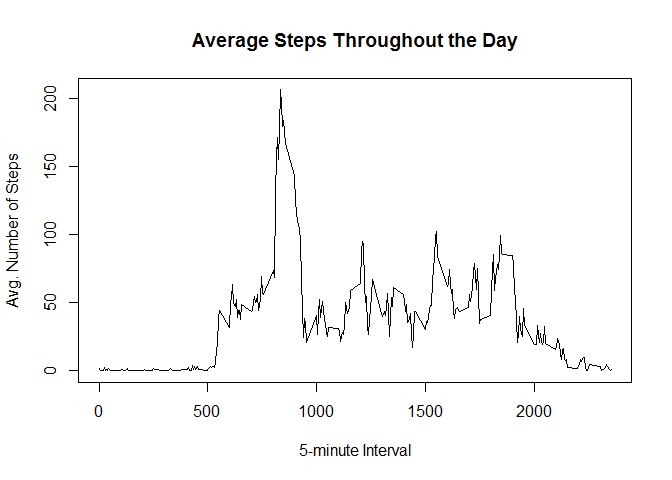 Average Steps Throughout the Day
Avg. Number of Steps
200
150
100
50
0
0 500 1000 1500 2000
5-minute Interval